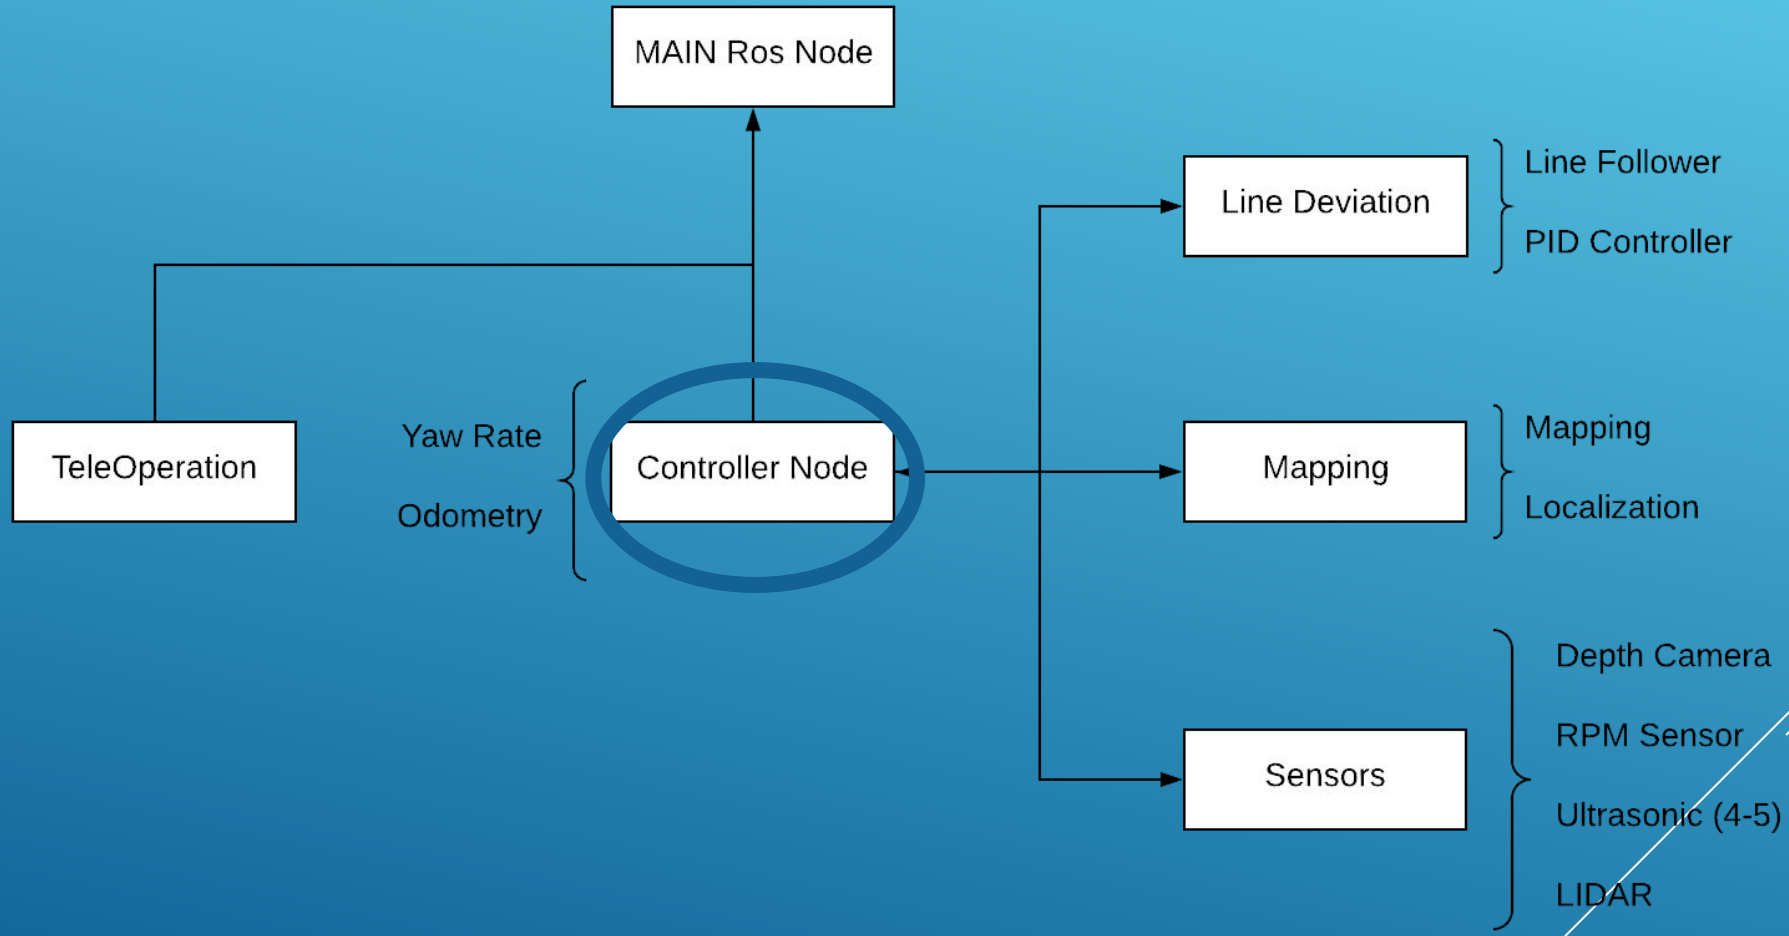 MAIN Ros Node
Line Deviation
Line Follower
PID Controller
TeleOperation
Yaw Rate
Odometry
Controller Node
Mapping
Mapping
Localization
Sensors
Depth Camera
RPM Sensor
Ultrasonic (4-5)
LIDAR